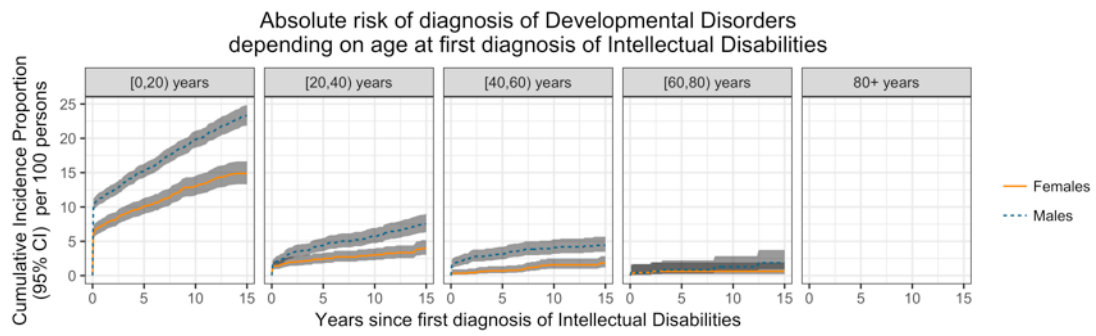 Absolute risk of diagnosis of Developmental Disorders
depending on age at first diagnosis of Intellectual Disabilities
Cumulative Incidence Proportion
(95% CI) per 100 persons
[0,20) years
[20,40) years
[40,60) years
[60,80) years
80+ years
25
20
15
10
5
0
0 5 10 15
0 5 10 15
0 5 10 15
0 5 10 15
0 5 10 15
Years since first diagnosis of Intellectual Disabilities
Females
Males